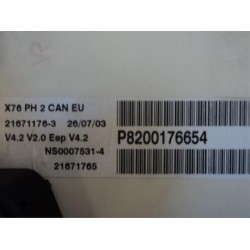 X76 PH 2 CAN EU
21671176-3 26/07/03
V4.2 V2.0 Eep V4.2
NS0007531-4
21671765
P8200176654